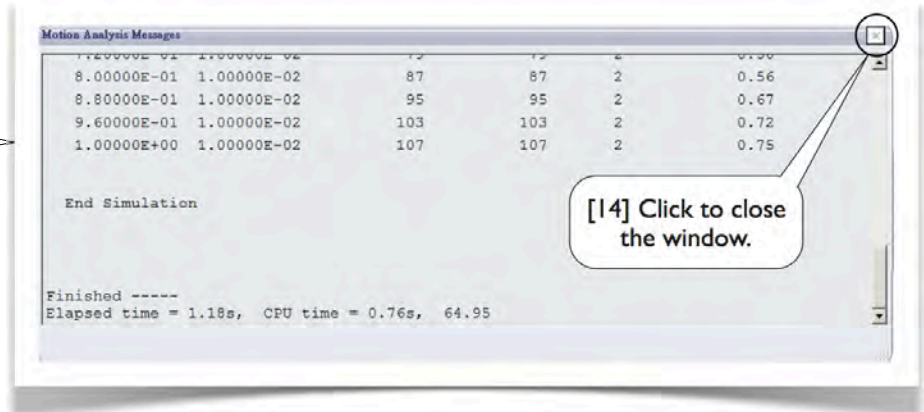 Motion Analysis Messages
8.00000E-01 1.00000E-02 87 87 2 0.56
8.80000E-01 1.00000E-02 95 95 2 0.67
9.60000E-01 1.00000E-02 103 103 2 0.72
1.00000E+00 1.00000E-02 107 107 2 0.75
End Simulation
[14] Click to close
the window.
Finished -----
Elapsed time = 1.18s, CPU time = 0.76s, 64.95